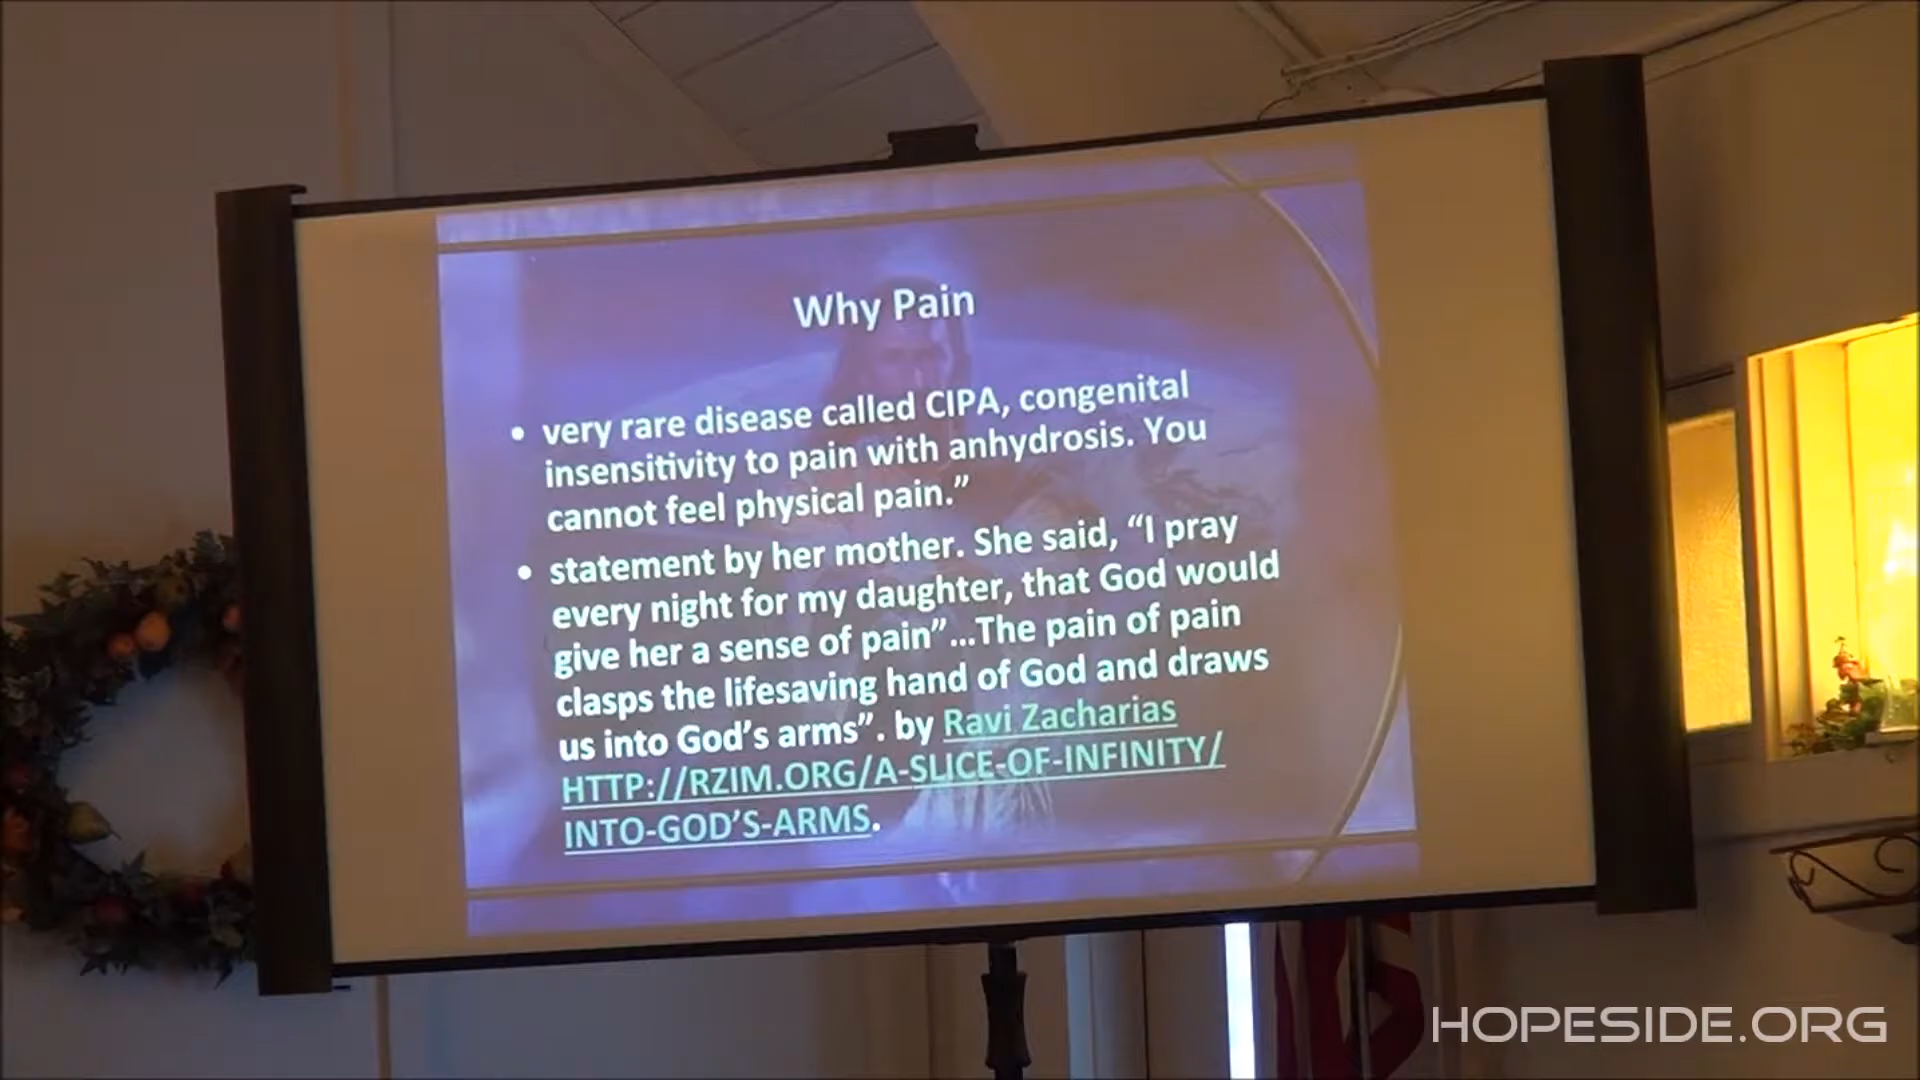 Why Pain
• very rare disease called CIPA, congenital
insensitivity to pain with anhydrosis. You
cannot feel physical pain.”
• statement by her mother. She said, “I pray
every night for my daughter, that God would
give her a sense of pain”...The pain of pain
clasps the lifesaving hand of God and draws
us into God’s arms”. by Ravi Zacharias
HTTP://RZIM.ORG/A-SLICE-OF-INFINITY/
INTO-GOD’S-ARMS.
HOPESIDE.ORG